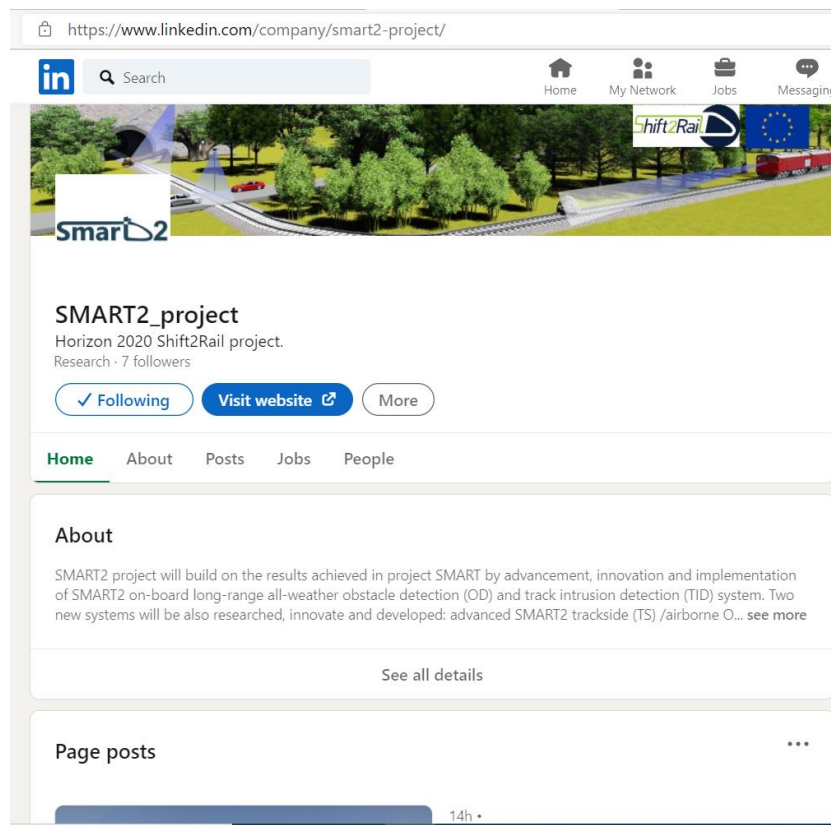 https://www.linkedin.com/company/smart2-project/
in Search Home My Network Jobs Messaging
Shift2Rail
Smart2
SMART2_project
Horizon 2020 Shift2Rail project.
Research · 7 followers
✓ Following Visit website More
Home About Posts Jobs People
About
SMART2 project will build on the results achieved in project SMART by advancement, innovation and implementation
of SMART2 on-board long-range all-weather obstacle detection (OD) and track intrusion detection (TID) system. Two
new systems will be also researched, innovate and developed: advanced SMART2 trackside (TS) /airborne O... see more
See all details
Page posts
14h •